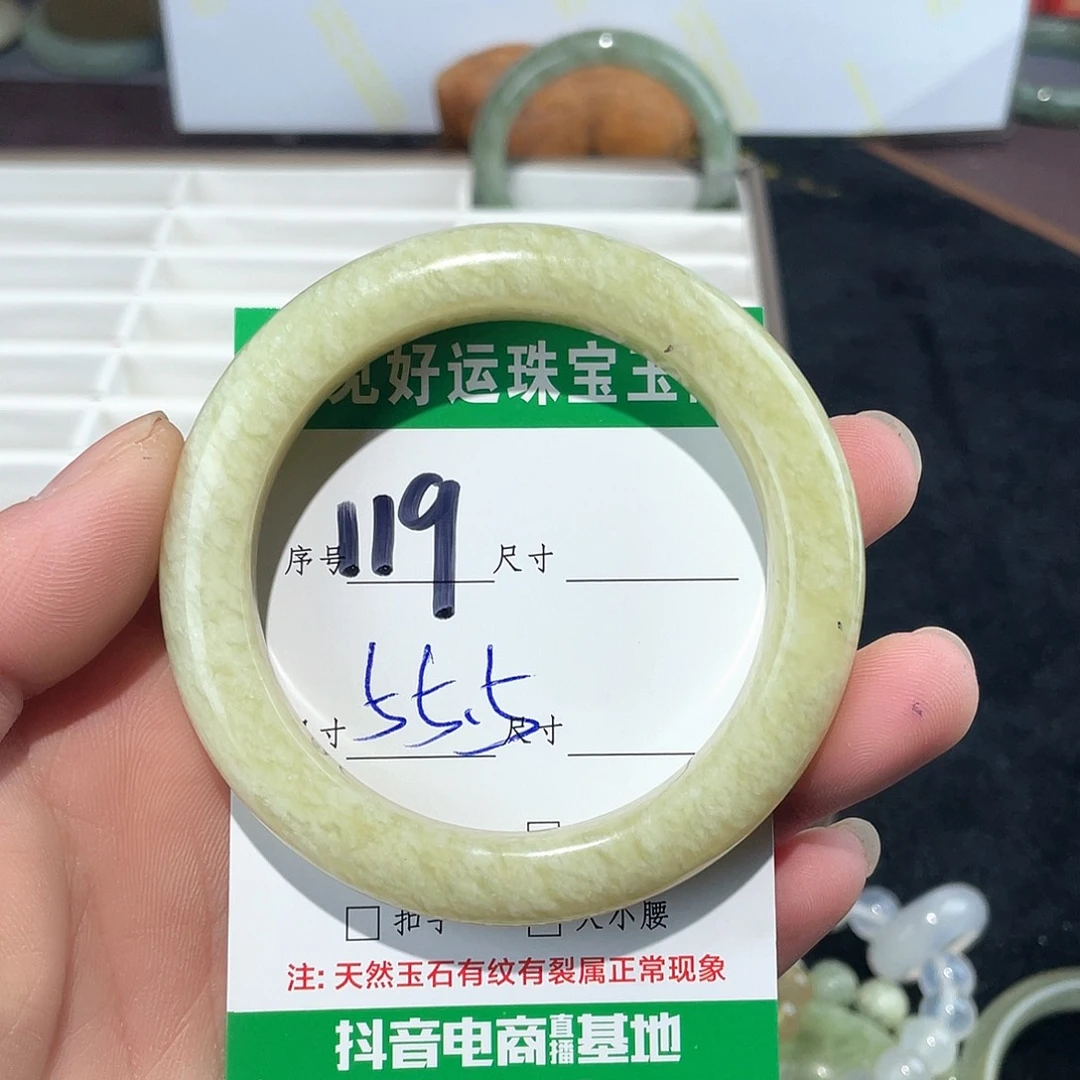 见好运珠宝玉
序号 119 尺寸
寸 55.5 尺寸
扣子 大小腰
注: 天然玉石有纹有裂属正常现象
抖音电商直播基地